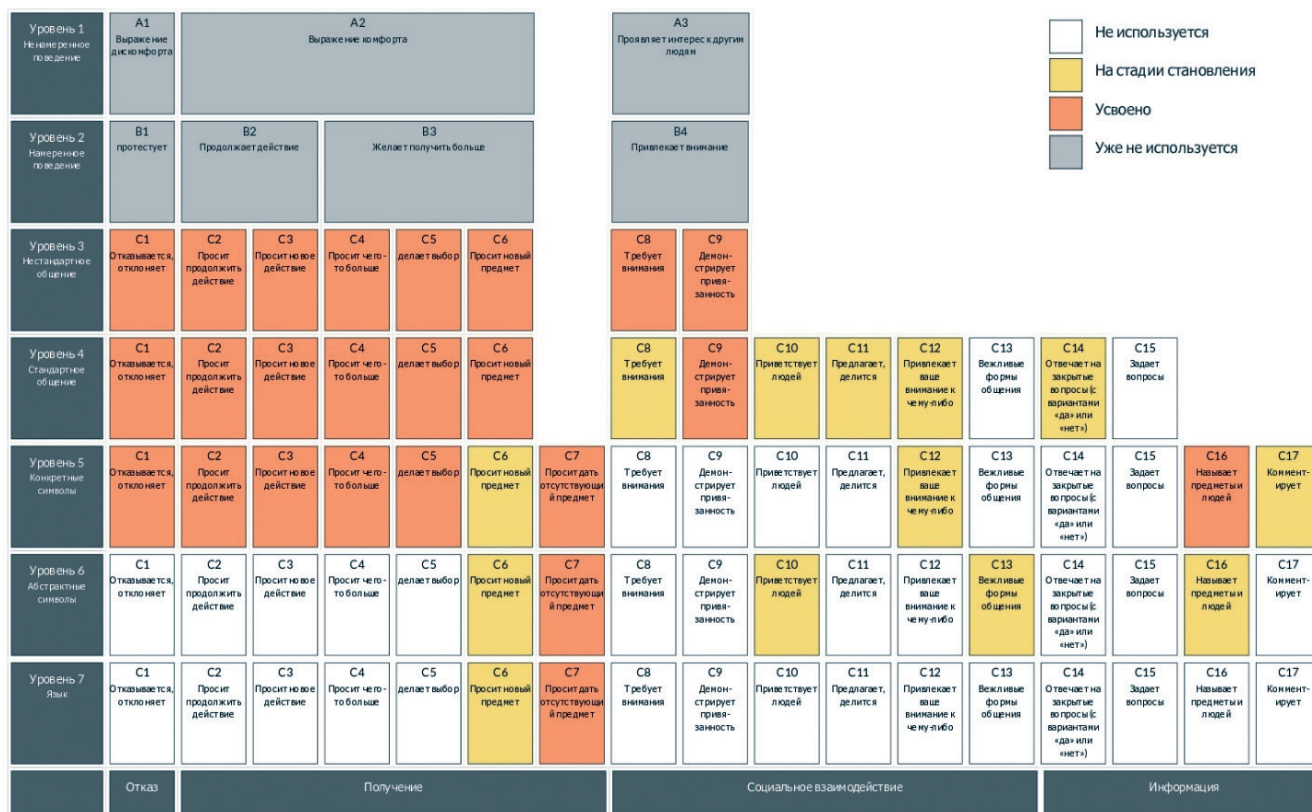 Уровень 1
Ненамеренное
поведение
A1
Выражение
дискомфорта
A2
Выражение комфорта
A3
Проявляет интерес к другим
людям
Не используется
На стадии становления
Усвоено
Уже не используется
Уровень 2
Намеренное
поведение
B1
протестует
B2
Продолжает действие
B3
Желает получить больше
B4
Привлекает внимание
Уровень 3
Нестандартное
общение
C1
Отказывается,
отклоняет
C2
Просит
продолжить
действие
C3
Просит новое
действие
C4
Просит чего-
то больше
C5
делает выбор
C6
Просит новый
предмет
C8
Требует
внимания
C9
Демон-
стрирует
привя-
занность
Уровень 4
Стандартное
общение
C1
Отказывается,
отклоняет
C2
Просит
продолжить
действие
C3
Просит новое
действие
C4
Просит чего-
то больше
C5
делает выбор
C6
Просит новый
предмет
C8
Требует
внимания
C9
Демон-
стрирует
привя-
занность
C10
Приветствует
людей
C11
Предлагает,
делится
C12
Привлекает
ваше
внимание к
чему-либо
C13
Вежливые
формы
общения
C14
Отвечает на
закрытые
вопросы (с
вариантами
«да» или
«нет»)
C15
Задает
вопросы
Уровень 5
Конкретные
символы
C1
Отказывается,
отклоняет
C2
Просит
продолжить
действие
C3
Просит новое
действие
C4
Просит чего-
то больше
C5
делает выбор
C6
Просит новый
предмет
C7
Просит дать
отсутствующи
й предмет
C8
Требует
внимания
C9
Демон-
стрирует
привя-
занность
C10
Приветствует
людей
C11
Предлагает,
делится
C12
Привлекает
ваше
внимание к
чему-либо
C13
Вежливые
формы
общения
C14
Отвечает на
закрытые
вопросы (с
вариантами
«да» или
«нет»)
C15
Задает
вопросы
C16
Называет
предметы и
людей
C17
Коммент-
ирует
Уровень 6
Абстрактные
символы
C1
Отказывается,
отклоняет
C2
Просит
продолжить
действие
C3
Просит новое
действие
C4
Просит чего-
то больше
C5
делает выбор
C6
Просит новый
предмет
C7
Просит дать
отсутствующи
й предмет
C8
Требует
внимания
C9
Демон-
стрирует
привя-
занность
C10
Приветствует
людей
C11
Предлагает,
делится
C12
Привлекает
ваше
внимание к
чему-либо
C13
Вежливые
формы
общения
C14
Отвечает на
закрытые
вопросы (с
вариантами
«да» или
«нет»)
C15
Задает
вопросы
C16
Называет
предметы и
людей
C17
Коммент-
ирует
Уровень 7
Язык
C1
Отказывается,
отклоняет
C2
Просит
продолжить
действие
C3
Просит новое
действие
C4
Просит чего-
то больше
C5
делает выбор
C6
Просит новый
предмет
C7
Просит дать
отсутствующи
й предмет
C8
Требует
внимания
C9
Демон-
стрирует
привя-
занность
C10
Приветствует
людей
C11
Предлагает,
делится
C12
Привлекает
ваше
внимание к
чему-либо
C13
Вежливые
формы
общения
C14
Отвечает на
закрытые
вопросы (с
вариантами
«да» или
«нет»)
C15
Задает
вопросы
C16
Называет
предметы и
людей
C17
Коммент-
ирует
Отказ
Получение
Социальное взаимодействие
Информация